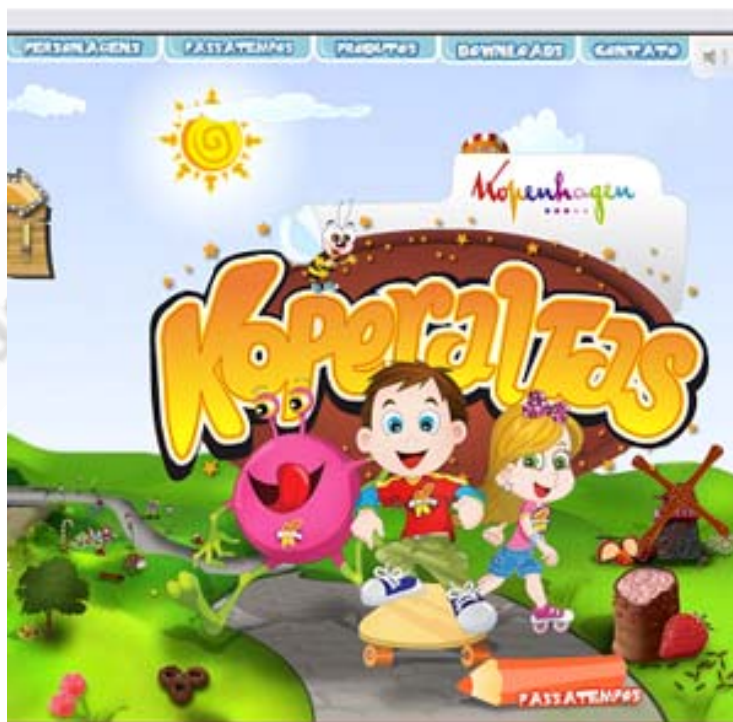 PERSONAGENS
PASSATEMPOS
PRODUTOS
DOWNLOADS
CONTATO
Kopenhagen
Koperaltas
PASSATEMPOS